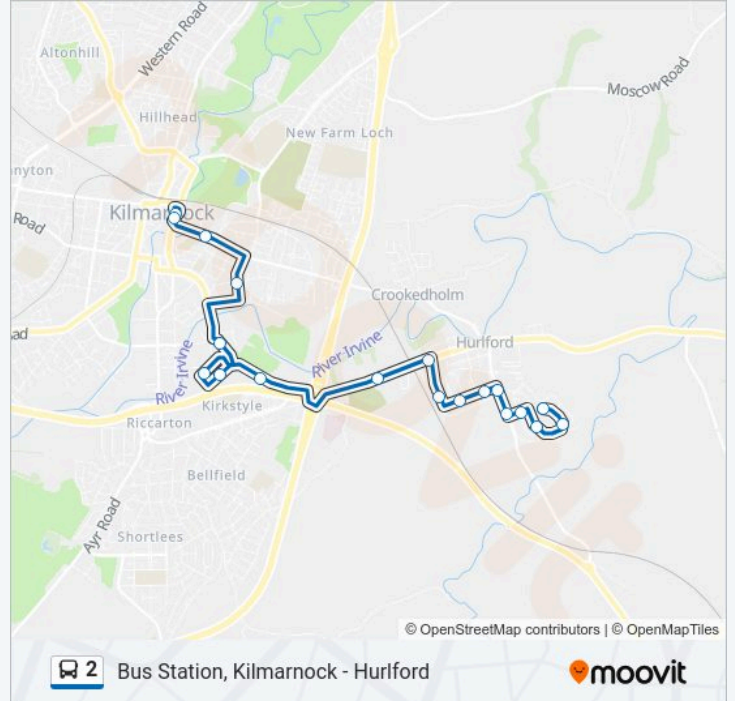 Western Road
Altonhill
Moscow Road
Hillhead
New Farm Loch
nyton
Kilmarnock
Road
Crookedholm
ad
River Irvine
Hurlford
River Irvine
Kirkstyle
Riccarton
Bellfield
Ayr Road
Shortlees
© OpenStreetMap contributors | © OpenMapTiles
2 Bus Station, Kilmarnock - Hurlford
moovit